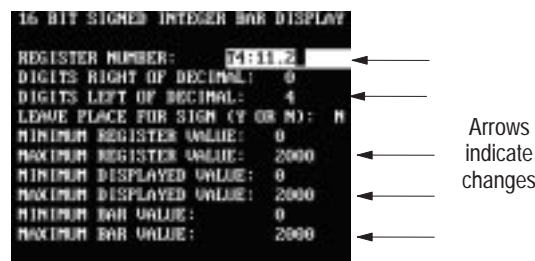 16 BIT SIGNED INTEGER BAR DISPLAY
REGISTER NUMBER: T4:11.2
DIGITS RIGHT OF DECIMAL: 0
DIGITS LEFT OF DECIMAL: 4
LEAVE PLACE FOR SIGN (Y OR N): N
MINIMUM REGISTER VALUE: 0
MAXIMUM REGISTER VALUE: 2000
MINIMUM DISPLAYED VALUE: 0
MAXIMUM DISPLAYED VALUE: 2000
MINIMUM BAR VALUE: 0
MAXIMUM BAR VALUE: 2000
Arrows
indicate
changes